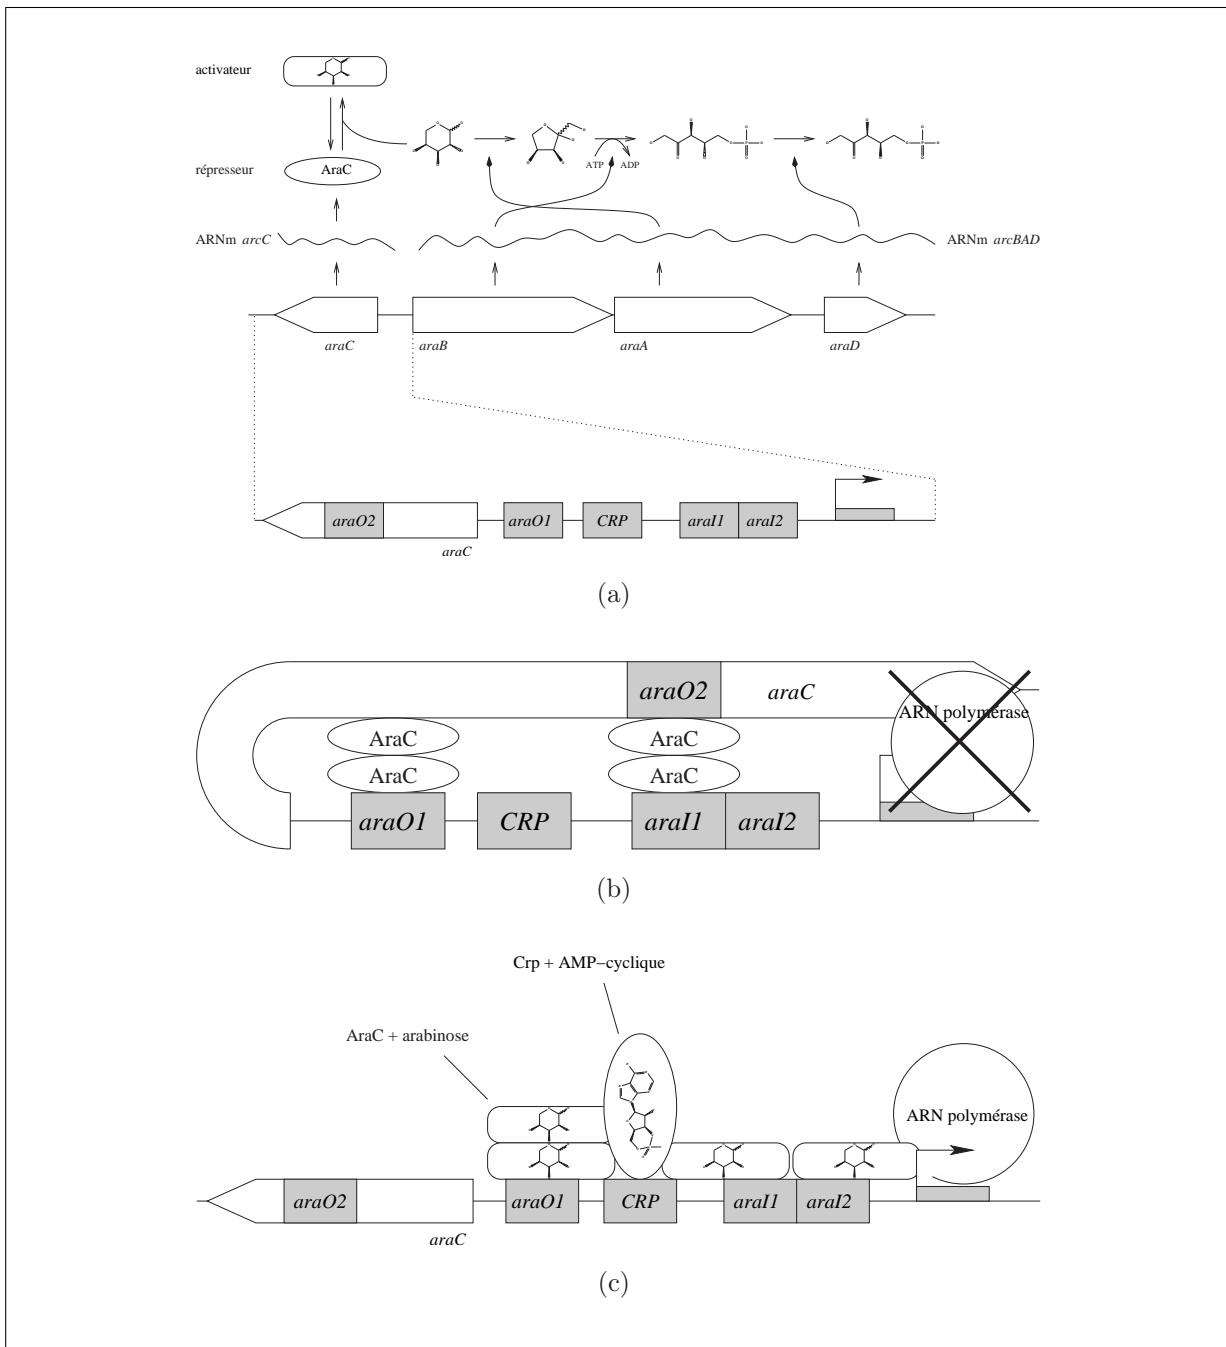 activateur
répresseur
AraC
ATP
ADP
ARNm arcC
ARNm arcBAD
araC
araB
araA
araD
araO2
araO1
CRP
araI1
araI2
araC
(a)
araO2
araC
ARN polymérase
AraC
AraC
AraC
AraC
araO1
CRP
araI1
araI2
(b)
Crp + AMP–cyclique
AraC + arabinose
ARN polymérase
araO2
araO1
CRP
araI1
araI2
araC
(c)